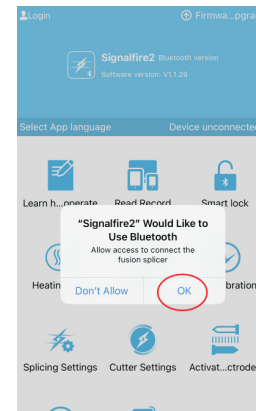 Login
Firmwa...pgra
Signalfire2 Bluetooth version
Software version: V1.1.29
Select App language
Device unconnected
Learn h...operate
Read Record
Smart lock
"Signalfire2" Would Like to
Use Bluetooth
Allow access to connect the
fusion splicer
Don't Allow
OK
Heatin
bration
Splicing Settings
Cutter Settings
Activat...ctrode